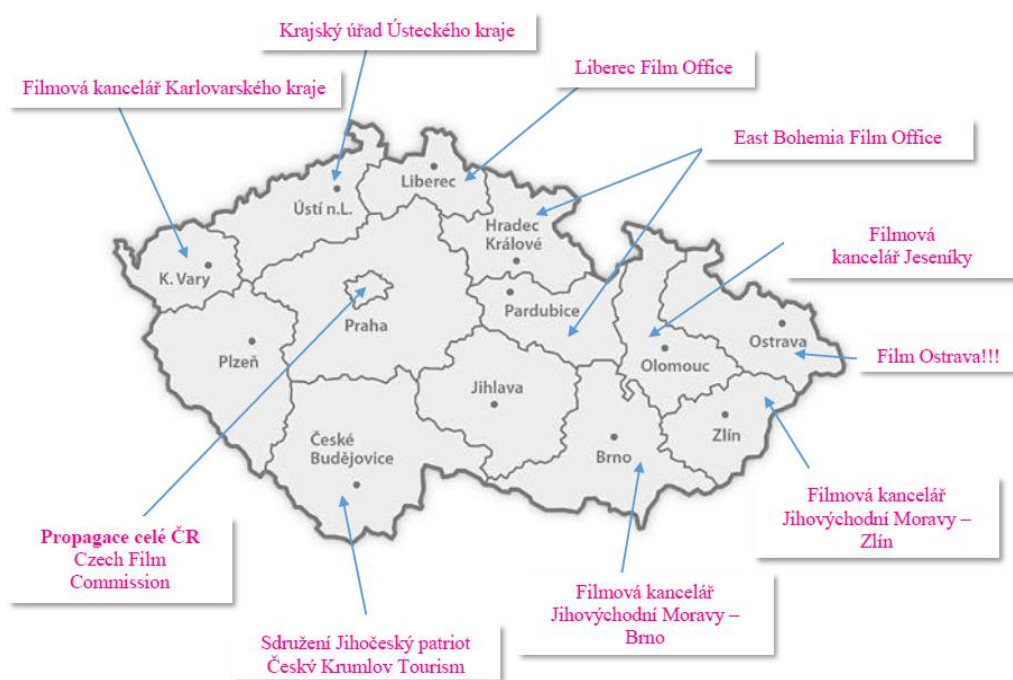 Krajský úřad Ústeckého kraje
Liberec Film Office
Filmová kancelář Karlovarského kraje
East Bohemia Film Office
Liberec
Ústí n.L.
Hradec
Králové
Filmová
kancelář Jeseníky
K. Vary
Pardubice
Praha
Ostrava
Plzeň
Olomouc
Film Ostrava!!!
Jihlava
Zlín
České
Budějovice
Brno
Filmová kancelář
Jihovýchodní Moravy –
Zlín
Propagace celé ČR
Czech Film
Commission
Filmová kancelář
Jihovýchodní Moravy –
Brno
Sdružení Jihočeský patriot
Český Krumlov Tourism